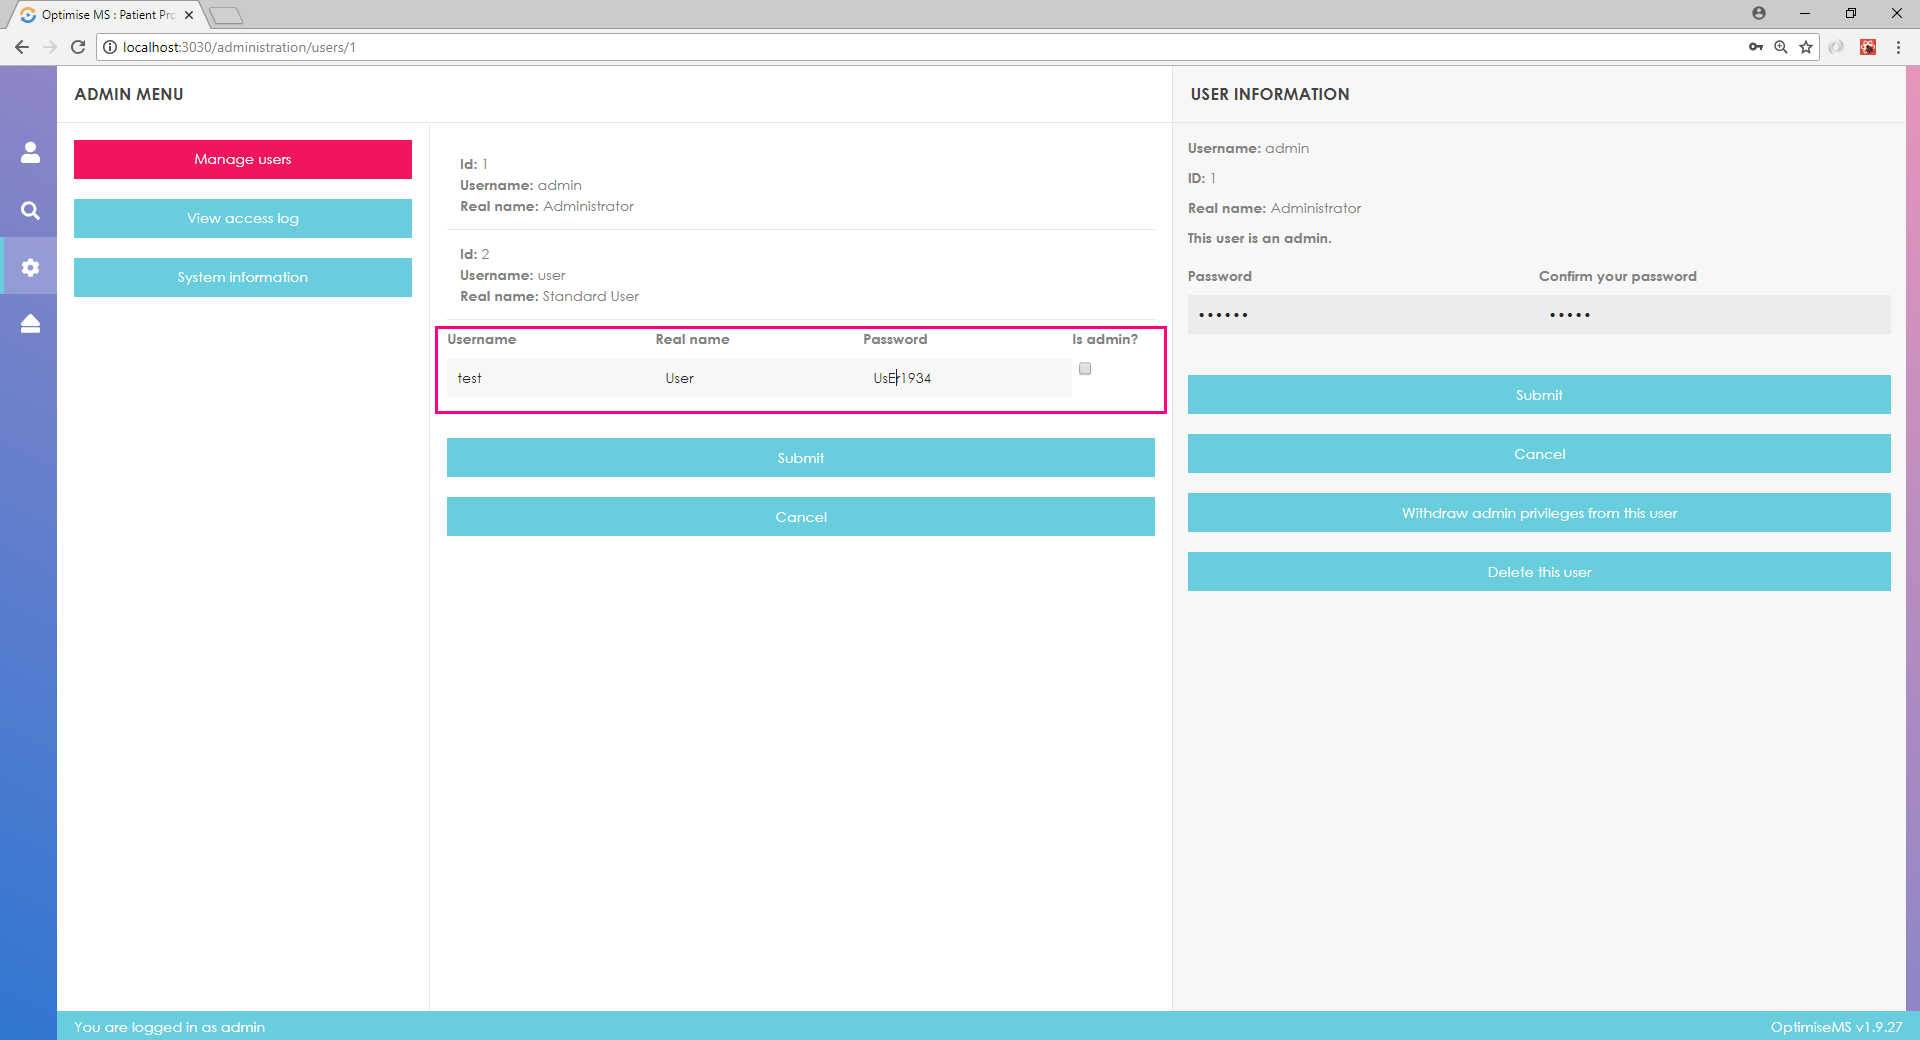 Optimise MS : Patient Pro
localhost:3030/administration/users/1
ADMIN MENU
Manage users
View access log
System information
Id: 1
Username: admin
Real name: Administrator
Id: 2
Username: user
Real name: Standard User
Username Real name Password Is admin?
test User UsEr1934
Submit
Cancel
USER INFORMATION
Username: admin
ID: 1
Real name: Administrator
This user is an admin.
Password Confirm your password
•••••• •••••
Submit
Cancel
Withdraw admin privileges from this user
Delete this user
You are logged in as admin
OptimiseMS v1.9.27